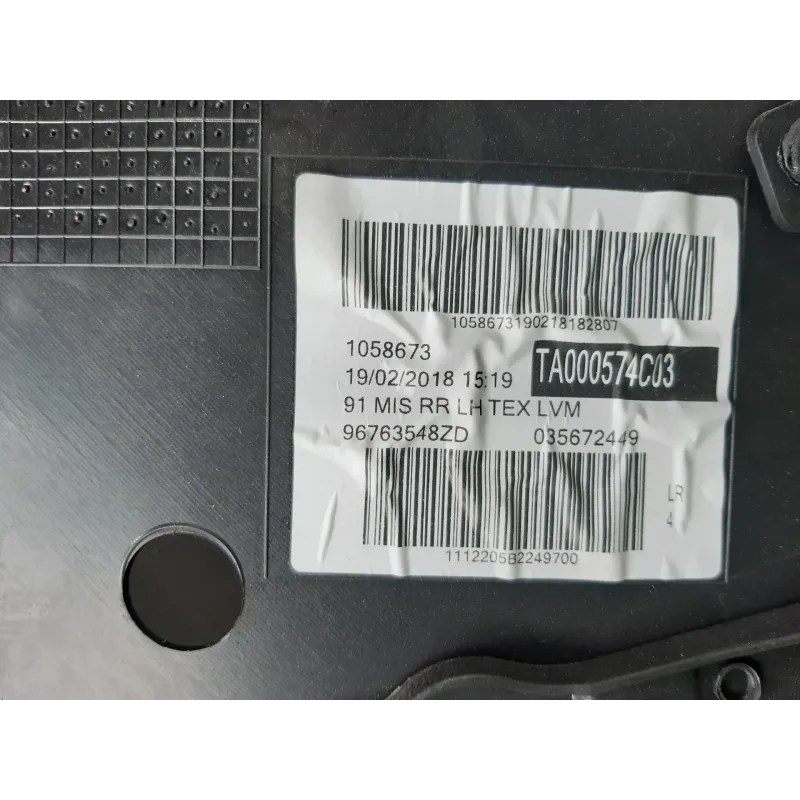 1058673190218182807
1058673
19/02/2018 15:19 TA000574C03
91 MIS RR LH TEX LVM
96763548ZD 035672449
LR
4
1112205B2249700